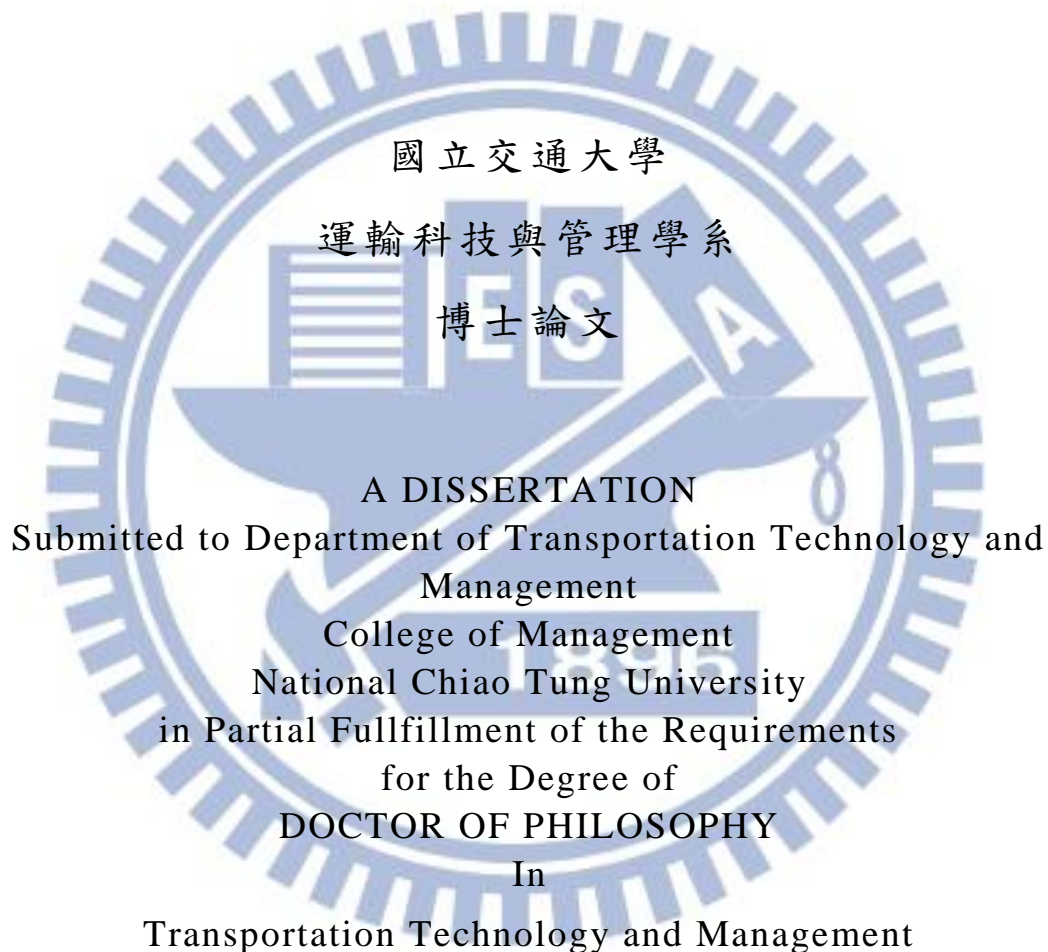 國立交通大學
運輸科技與管理學系
博士論文
E S A
A DISSERTATION
Submitted to Department of Transportation Technology and
Management
College of Management
1896
National Chiao Tung University
in Partial Fullfillment of the Requirements
for the Degree of
DOCTOR OF PHILOSOPHY
In
Transportation Technology and Management